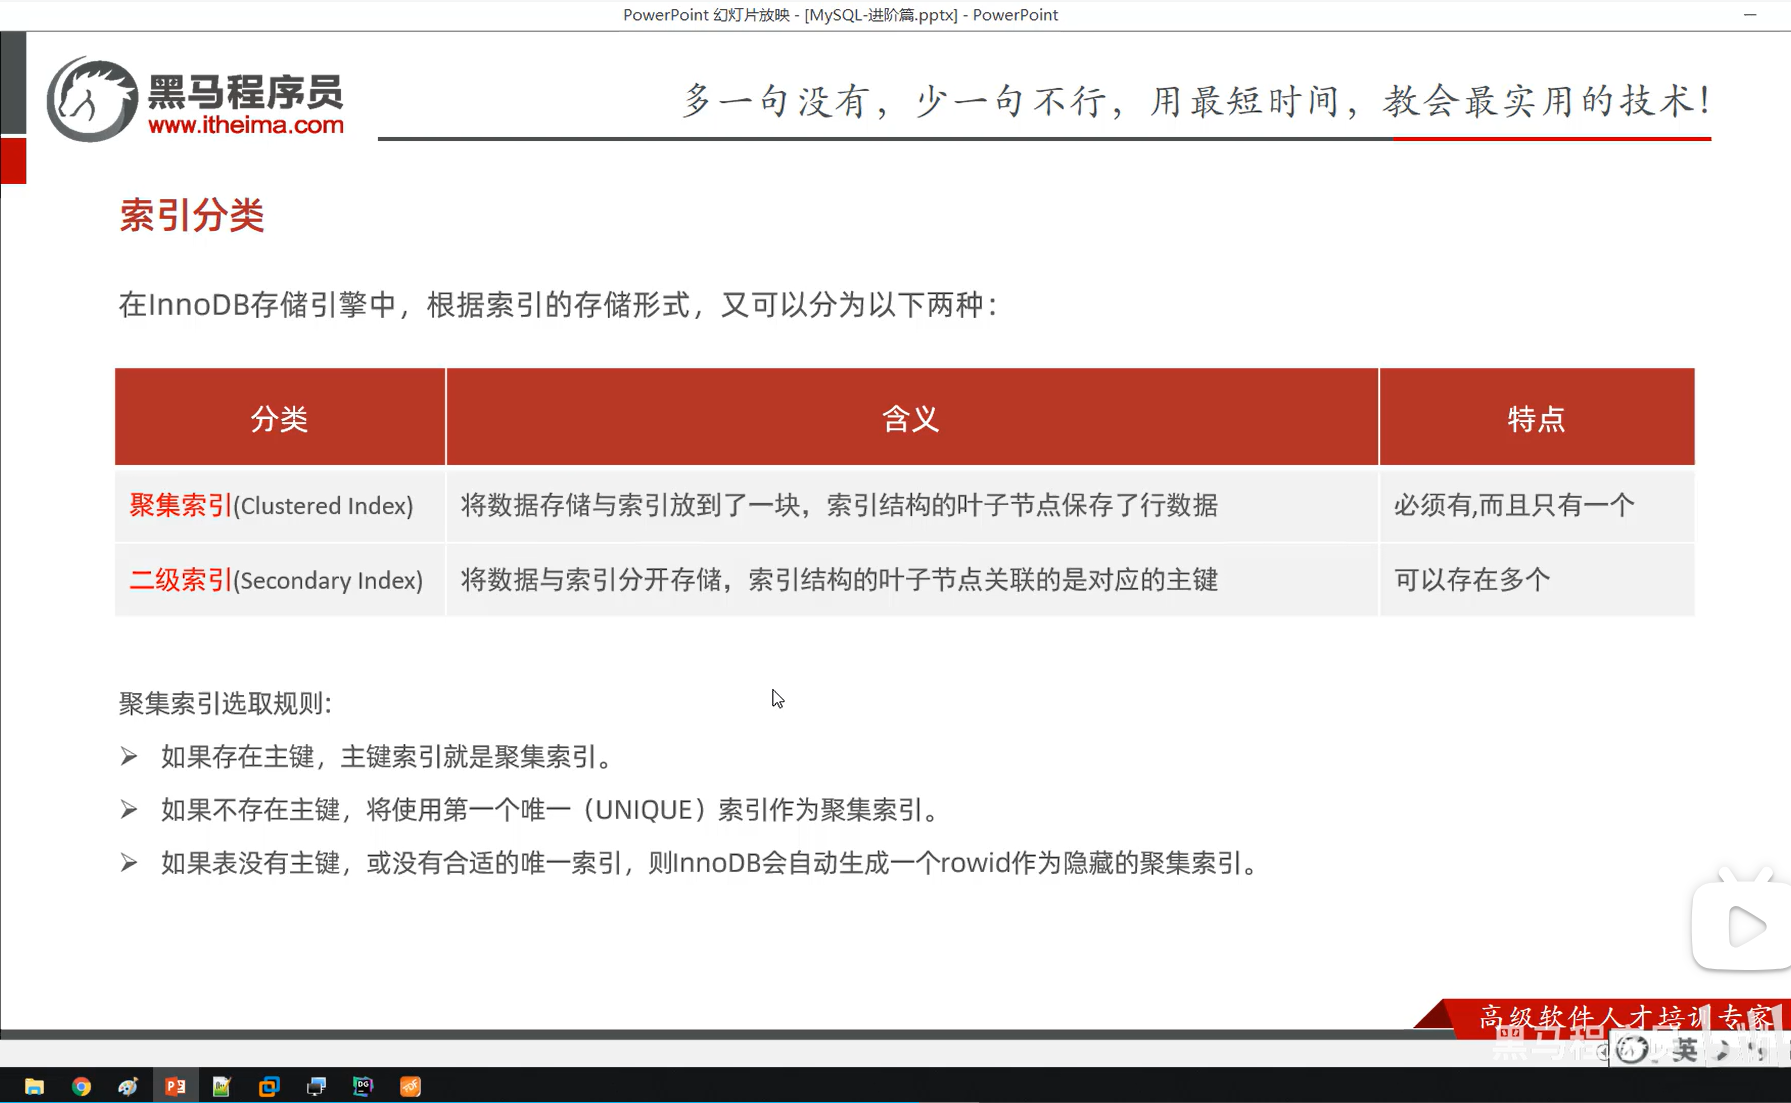 PowerPoint 幻灯片放映 - [MySQL-进阶篇.pptx] - PowerPoint
黑马程序员
www.itheima.com
多一句没有，少一句不行，用最短时间，教会最实用的技术！
索引分类
在InnoDB存储引擎中，根据索引的存储形式，又可以分为以下两种：
分类 含义 特点
聚集索引(Clustered Index) 将数据存储与索引放到了一块，索引结构的叶子节点保存了行数据 必须有,而且只有一个
二级索引(Secondary Index) 将数据与索引分开存储，索引结构的叶子节点关联的是对应的主键 可以存在多个
聚集索引选取规则:
➢ 如果存在主键，主键索引就是聚集索引。
➢ 如果不存在主键，将使用第一个唯一（UNIQUE）索引作为聚集索引。
➢ 如果表没有主键，或没有合适的唯一索引，则InnoDB会自动生成一个rowid作为隐藏的聚集索引。
高级软件人才培训专家
黑马程序员
英